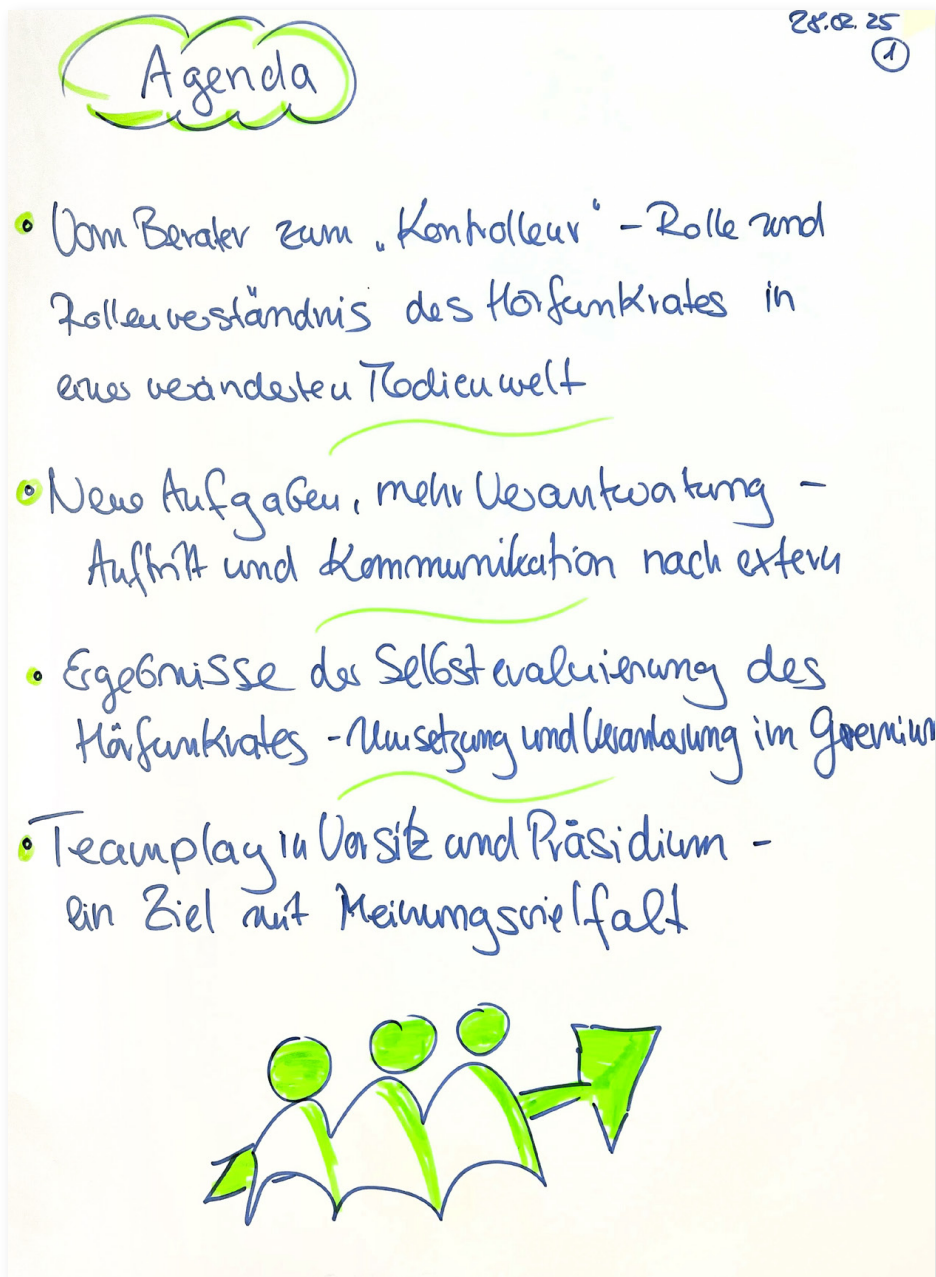 28.02.25
1
Agenda
Vom Berater zum „Kontrolleur“ – Rolle und
Rollenverständnis des Hörfunkrates in
einer veränderten Medienwelt
Neue Aufgaben, mehr Verantwortung –
Auftritt und Kommunikation nach extern
Ergebnisse der Selbstevaluierung des
Hörfunkrates - Umsetzung und Verankerung im Gremium
Teamplay in Vorsitz und Präsidium –
ein Ziel mit Meinungsvielfalt